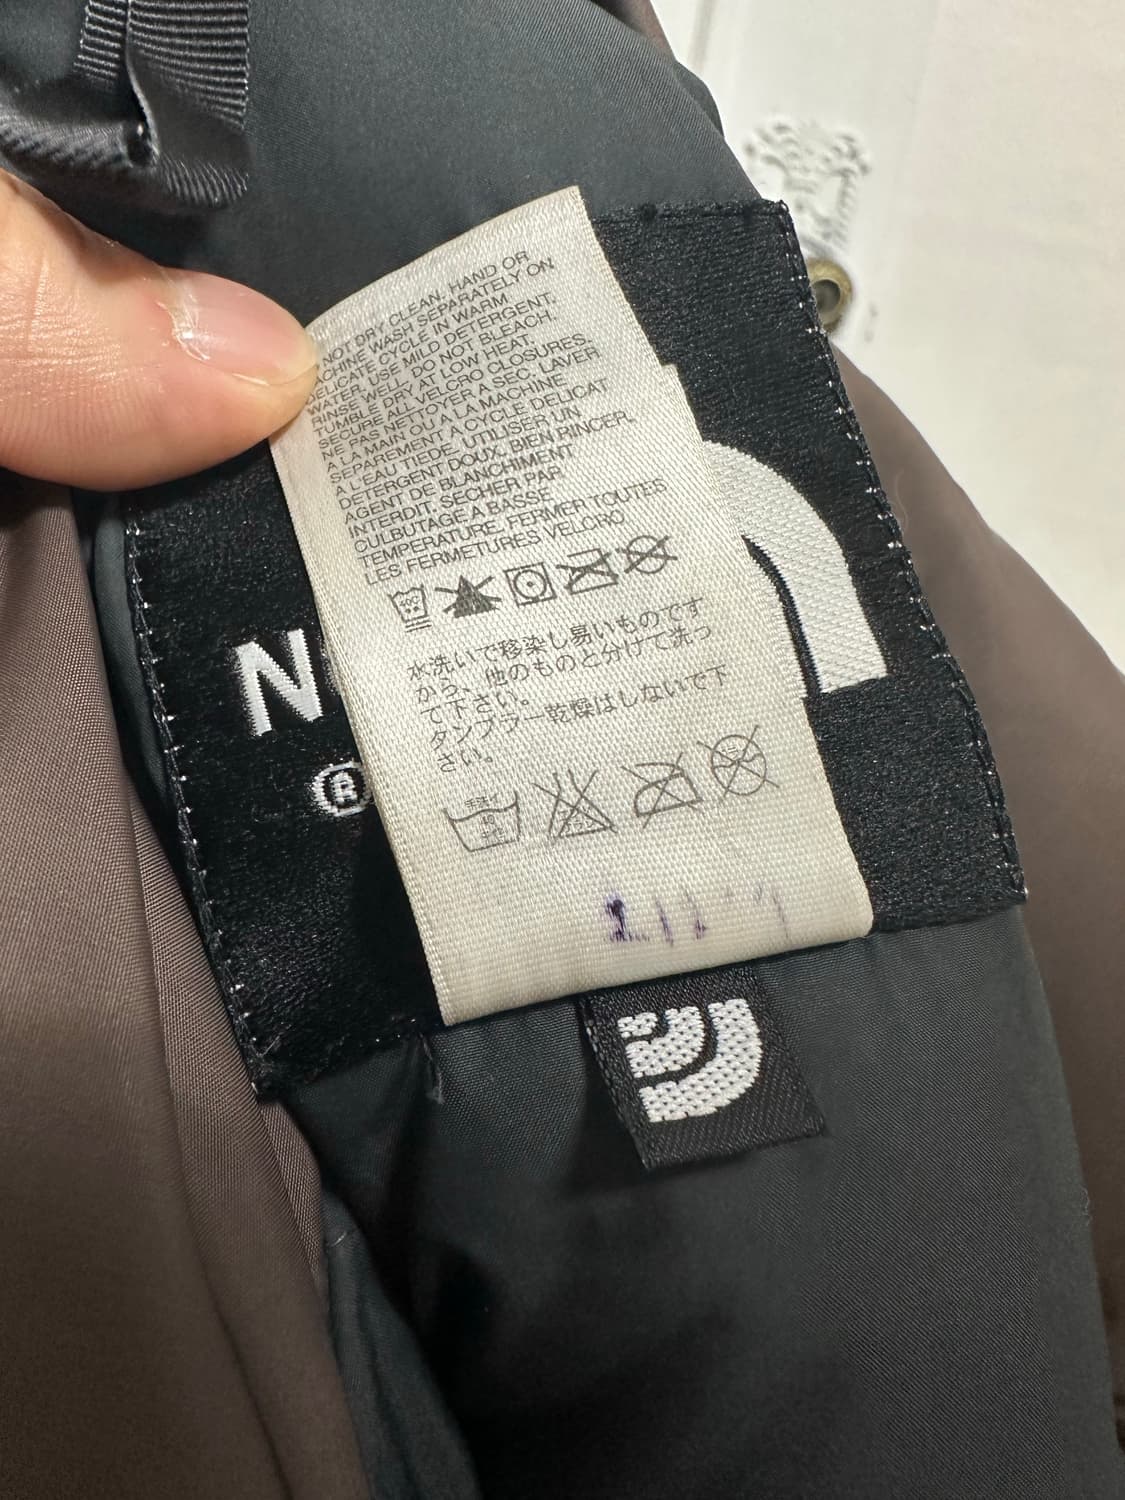 NOT DRY CLEAN. HAND OR
CHINE WASH SEPARATELY ON
DELICATE CYCLE IN WARM
WATER. USE MILD DETERGENT.
RINSE WELL. DO NOT BLEACH.
TUMBLE DRY AT LOW HEAT.
SECURE ALL VELCRO CLOSURES.
NE PAS NETOYER A SEC. LAVER
A LA MAIN OU A LA MACHINE
SEPAREMENT A CYCLE DELICAT
A L'EAU TIEDE. UTILISER UN
DETERGENT DOUX. BIEN RINCER.
AGENT DE BLANCHIMENT
INTERDIT. SECHER PAR
CULBUTAGE A BASSE
TEMPERATURE. FERMER TOUTES
LES FERMETURES VELCRO
水洗いで移染し易いものです
から、他のものと分けて洗っ
て下さい。
タンブラー乾燥はしないで下
さい。
手洗イ
N
®